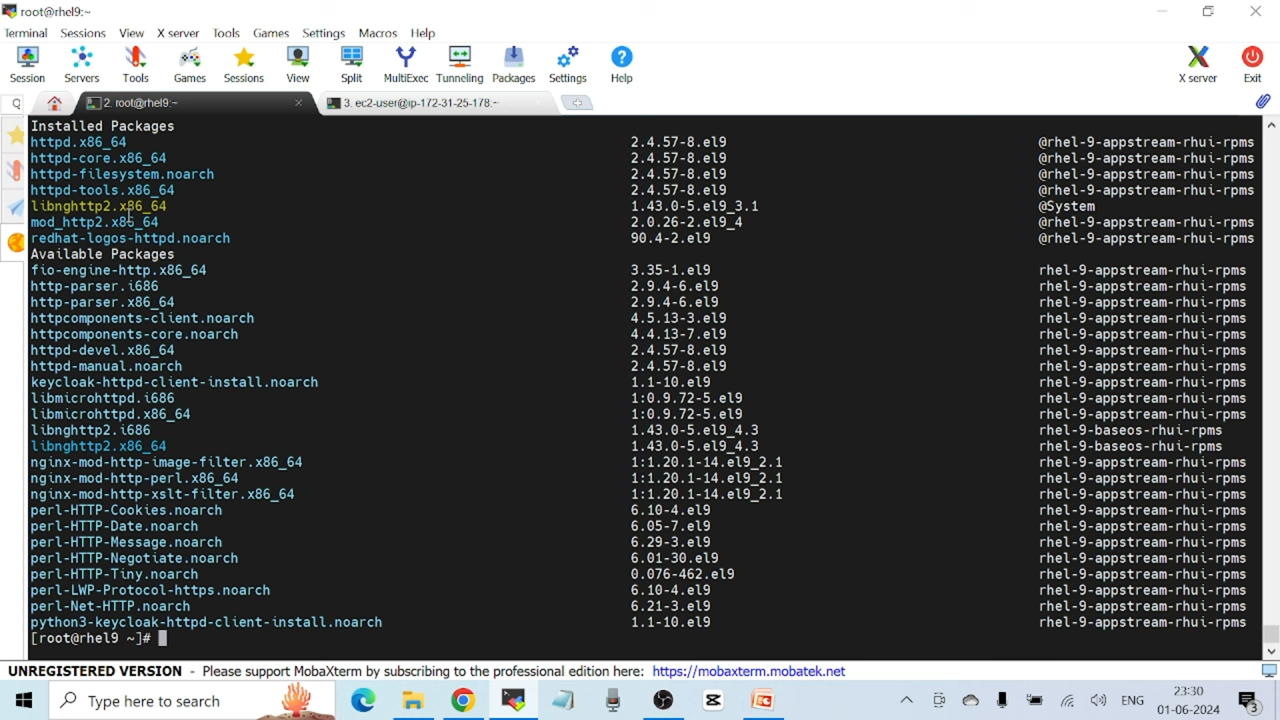 root@rhel9:~
Terminal Sessions View X server Tools Games Settings Macros Help
Session Servers Tools Games Sessions View Split MultiExec Tunneling Packages Settings Help X server Exit
2. root@rhel9:~ 3. ec2-user@ip-172-31-25-178:~
Installed Packages
httpd.x86_64 2.4.57-8.el9 @rhel-9-appstream-rhui-rpms
httpd-core.x86_64 2.4.57-8.el9 @rhel-9-appstream-rhui-rpms
httpd-filesystem.noarch 2.4.57-8.el9 @rhel-9-appstream-rhui-rpms
httpd-tools.x86_64 2.4.57-8.el9 @rhel-9-appstream-rhui-rpms
libnghttp2.x86_64 1.43.0-5.el9_3.1 @System
mod_http2.x86_64 2.0.26-2.el9_4 @rhel-9-appstream-rhui-rpms
redhat-logos-httpd.noarch 90.4-2.el9 @rhel-9-appstream-rhui-rpms
Available Packages
fio-engine-http.x86_64 3.35-1.el9 rhel-9-appstream-rhui-rpms
http-parser.i686 2.9.4-6.el9 rhel-9-appstream-rhui-rpms
http-parser.x86_64 2.9.4-6.el9 rhel-9-appstream-rhui-rpms
httpcomponents-client.noarch 4.5.13-3.el9 rhel-9-appstream-rhui-rpms
httpcomponents-core.noarch 4.4.13-7.el9 rhel-9-appstream-rhui-rpms
httpd-devel.x86_64 2.4.57-8.el9 rhel-9-appstream-rhui-rpms
httpd-manual.noarch 2.4.57-8.el9 rhel-9-appstream-rhui-rpms
keycloak-httpd-client-install.noarch 1.1-10.el9 rhel-9-appstream-rhui-rpms
libmicrohttpd.i686 1:0.9.72-5.el9 rhel-9-appstream-rhui-rpms
libmicrohttpd.x86_64 1:0.9.72-5.el9 rhel-9-appstream-rhui-rpms
libnghttp2.i686 1.43.0-5.el9_4.3 rhel-9-baseos-rhui-rpms
libnghttp2.x86_64 1.43.0-5.el9_4.3 rhel-9-baseos-rhui-rpms
nginx-mod-http-image-filter.x86_64 1:1.20.1-14.el9_2.1 rhel-9-appstream-rhui-rpms
nginx-mod-http-perl.x86_64 1:1.20.1-14.el9_2.1 rhel-9-appstream-rhui-rpms
nginx-mod-http-xslt-filter.x86_64 1:1.20.1-14.el9_2.1 rhel-9-appstream-rhui-rpms
perl-HTTP-Cookies.noarch 6.10-4.el9 rhel-9-appstream-rhui-rpms
perl-HTTP-Date.noarch 6.05-7.el9 rhel-9-appstream-rhui-rpms
perl-HTTP-Message.noarch 6.29-3.el9 rhel-9-appstream-rhui-rpms
perl-HTTP-Negotiate.noarch 6.01-30.el9 rhel-9-appstream-rhui-rpms
perl-HTTP-Tiny.noarch 0.076-462.el9 rhel-9-appstream-rhui-rpms
perl-LWP-Protocol-https.noarch 6.10-4.el9 rhel-9-appstream-rhui-rpms
perl-Net-HTTP.noarch 6.21-3.el9 rhel-9-appstream-rhui-rpms
python3-keycloak-httpd-client-install.noarch 1.1-10.el9 rhel-9-appstream-rhui-rpms
[root@rhel9 ~]#
UNREGISTERED VERSION - Please support MobaXterm by subscribing to the professional edition here: https://mobaxterm.mobatek.net
Type here to search ENG 23:30
01-06-2024 3